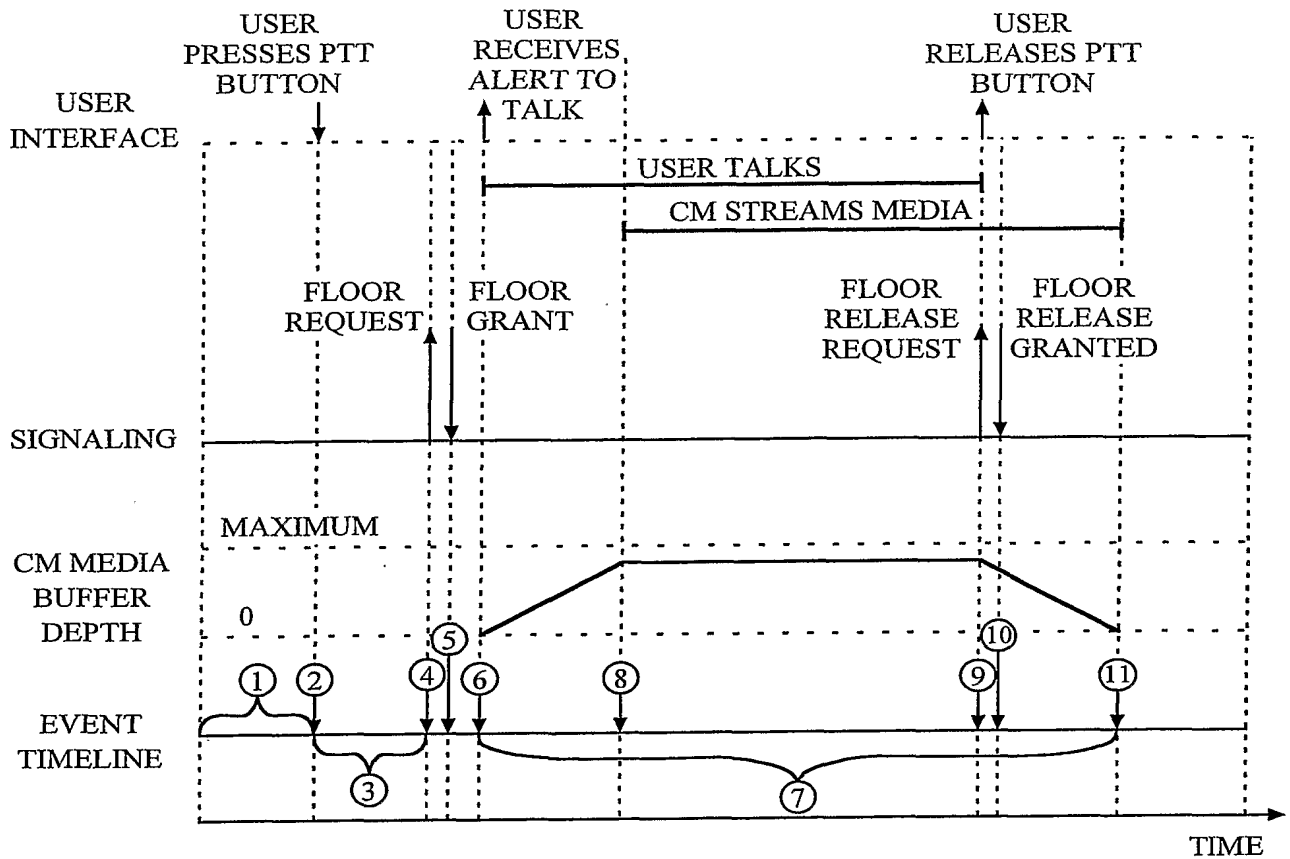 USER
PRESSES PTT
BUTTON
USER
RECEIVES
ALERT TO
TALK
USER
RELEASES PTT
BUTTON
USER
INTERFACE
USER TALKS
CM STREAMS MEDIA
FLOOR
REQUEST
FLOOR
GRANT
FLOOR
RELEASE
REQUEST
FLOOR
RELEASE
GRANTED
SIGNALING
MAXIMUM
CM MEDIA
BUFFER
DEPTH
0
5
10
1
2
4
6
8
9
11
EVENT
TIMELINE
3
7
TIME